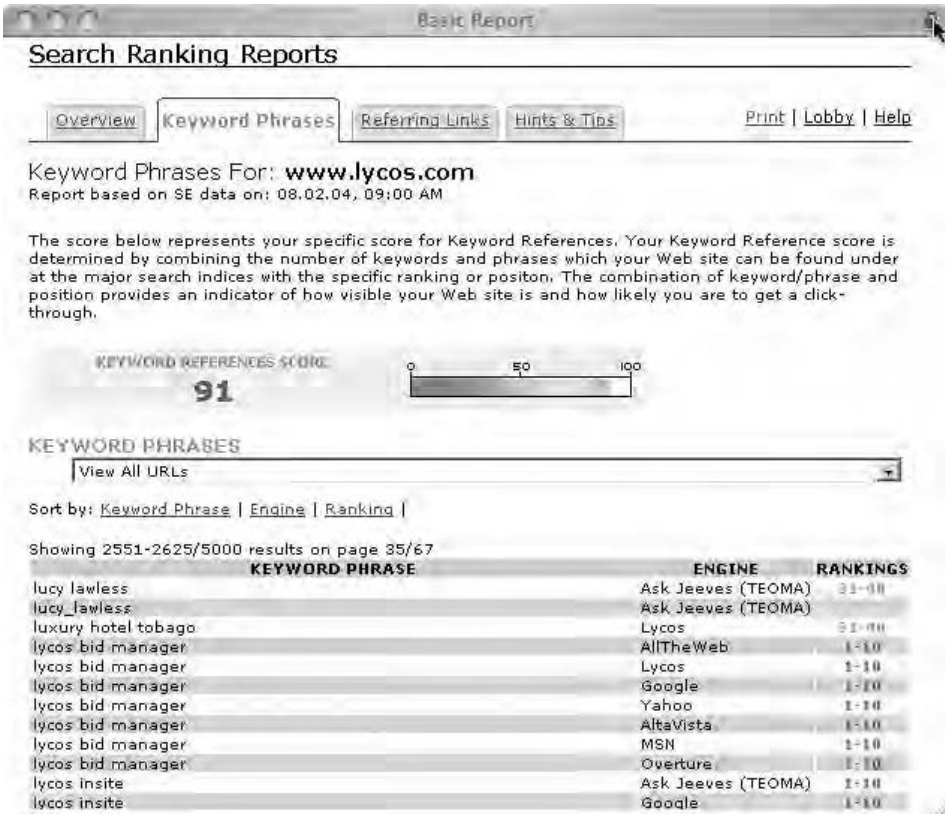 Basic Report
Search Ranking Reports
Overview Keyword Phrases Referring Links Hints & Tips Print | Lobby | Help
Keyword Phrases For: www.lycos.com
Report based on SE data on: 08.02.04, 09:00 AM
The score below represents your specific score for Keyword References. Your Keyword Reference score is
determined by combining the number of keywords and phrases which your Web site can be found under
at the major search indices with the specific ranking or positon. The combination of keyword/phrase and
position provides an indicator of how visible your Web site is and how likely you are to get a click-
through.
KEYWORD REFERENCES SCORE
91
0 50 100
KEYWORD PHRASES
View All URLs
Sort by: Keyword Phrase | Engine | Ranking |
Showing 2551-2625/5000 results on page 35/67
KEYWORD PHRASE ENGINE RANKINGS
lucy lawless Ask Jeeves (TEOMA)
lucy_lawless Ask Jeeves (TEOMA)
luxury hotel tobago Lycos
lycos bid manager AllTheWeb 1-10
lycos bid manager Lycos 1-10
lycos bid manager Google 1-10
lycos bid manager Yahoo 1-10
lycos bid manager AltaVista 1-10
lycos bid manager MSN 1-10
lycos bid manager Overture 1-10
lycos insite Ask Jeeves (TEOMA) 1-10
lycos insite Google 1-10